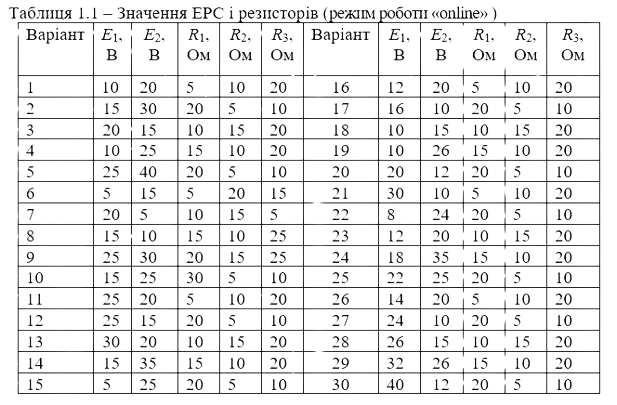 Таблиця 1.1 – Значення ЕРС і резисторів (режим роботи «online» )
Варіант E1, E2, R1, R2, R3, Варіант E1, E2, R1, R2, R3,
В В Ом Ом Ом В В Ом Ом Ом
1 10 20 5 10 20 16 12 20 5 10 20
2 15 30 20 5 10 17 16 10 20 5 10
3 20 15 10 15 20 18 10 15 10 15 20
4 10 25 15 10 20 19 10 26 15 10 20
5 25 40 20 5 10 20 20 12 20 5 10
6 5 15 5 20 15 21 30 10 5 10 20
7 20 5 10 15 5 22 8 24 20 5 10
8 15 10 15 10 25 23 12 20 10 15 20
9 25 30 20 15 25 24 18 35 15 10 20
10 15 25 30 5 10 25 22 25 20 5 10
11 25 20 5 10 20 26 14 20 5 10 20
12 25 15 20 5 10 27 24 10 20 5 10
13 30 20 10 15 20 28 26 15 10 15 20
14 15 35 15 10 20 29 32 26 15 10 20
15 5 25 20 5 10 30 40 12 20 5 10